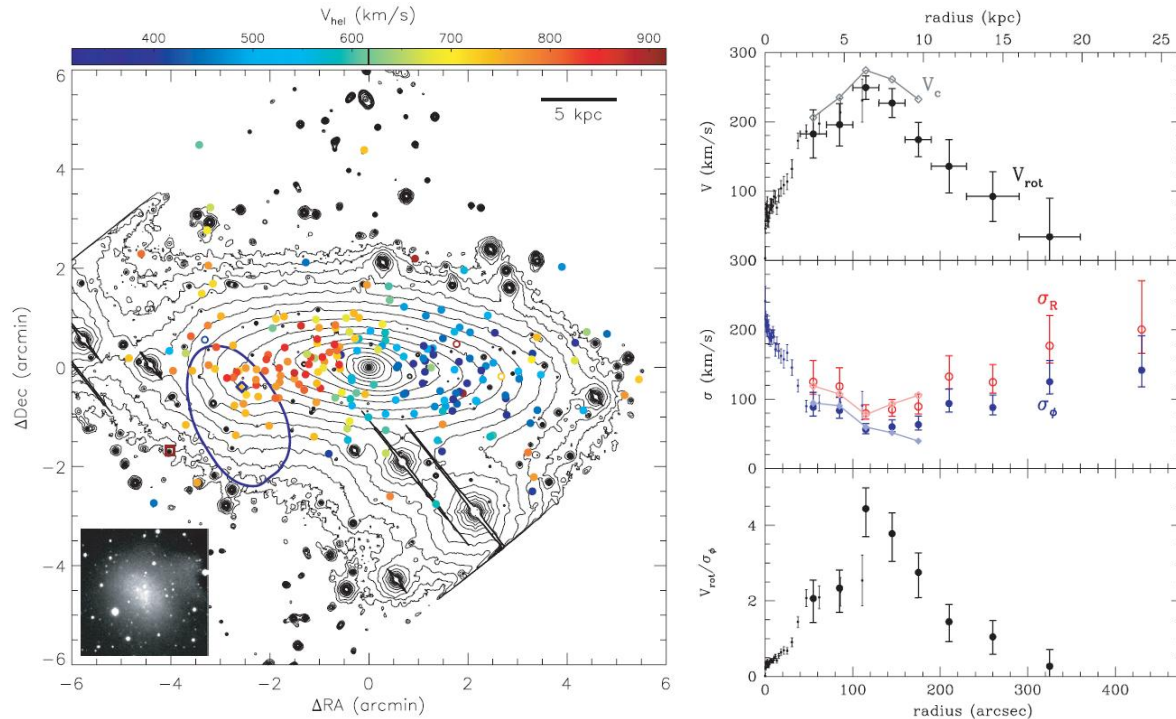 V_hel (km/s)
400 500 600 700 800 900
6
4
2
0
−2
−4
−6
ΔDec (arcmin)
5 kpc
−6 −4 −2 0 2 4 6
ΔRA (arcmin)
radius (kpc)
0 5 10 15 20 25
300
200
100
V (km/s)
V_c
V_rot
300
200
100
0
σ (km/s)
σ_R
σ_ϕ
4
2
0
V_rot/σ_ϕ
0 100 200 300 400
radius (arcsec)